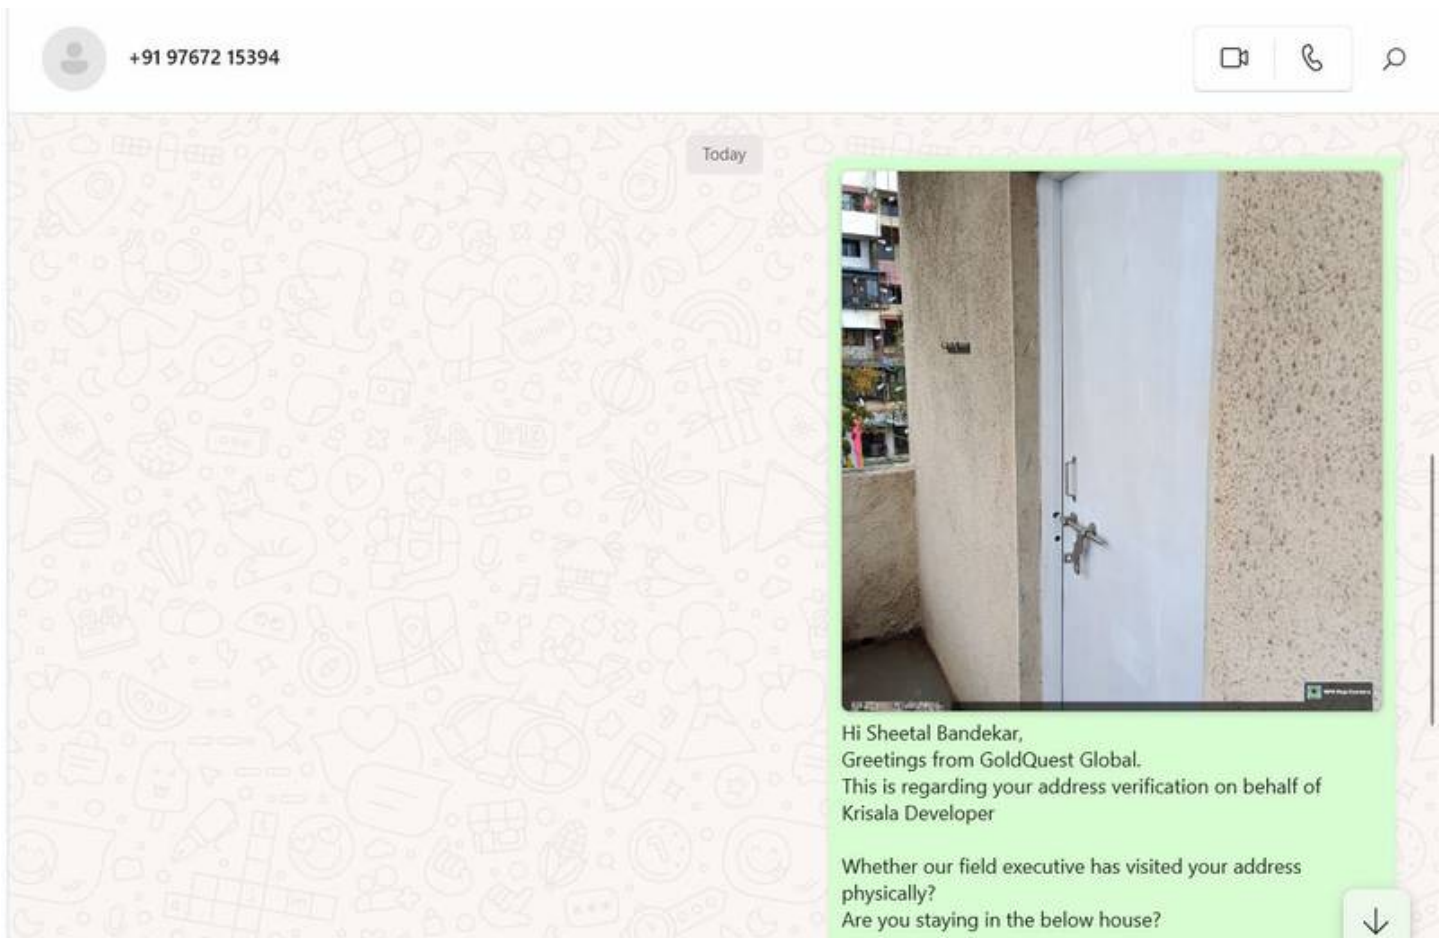 +91 97672 15394
Today
Hi Sheetal Bandekar,
Greetings from GoldQuest Global.
This is regarding your address verification on behalf of
Krisala Developer
Whether our field executive has visited your address
physically?
Are you staying in the below house?